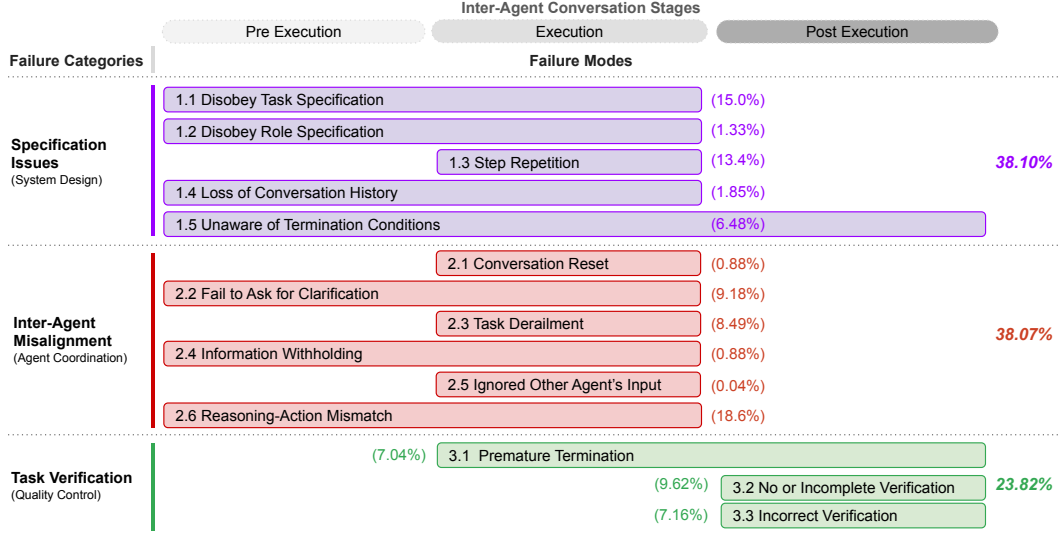 Inter-Agent Conversation Stages
Pre Execution Execution Post Execution
Failure Categories Failure Modes
Specification Issues
(System Design)
1.1 Disobey Task Specification (15.0%)
1.2 Disobey Role Specification (1.33%)
1.3 Step Repetition (13.4%)
1.4 Loss of Conversation History (1.85%)
1.5 Unaware of Termination Conditions (6.48%)
38.10%
Inter-Agent Misalignment
(Agent Coordination)
2.1 Conversation Reset (0.88%)
2.2 Fail to Ask for Clarification (9.18%)
2.3 Task Derailment (8.49%)
2.4 Information Withholding (0.88%)
2.5 Ignored Other Agent's Input (0.04%)
2.6 Reasoning-Action Mismatch (18.6%)
38.07%
Task Verification
(Quality Control)
(7.04%) 3.1 Premature Termination
(9.62%) 3.2 No or Incomplete Verification
(7.16%) 3.3 Incorrect Verification
23.82%